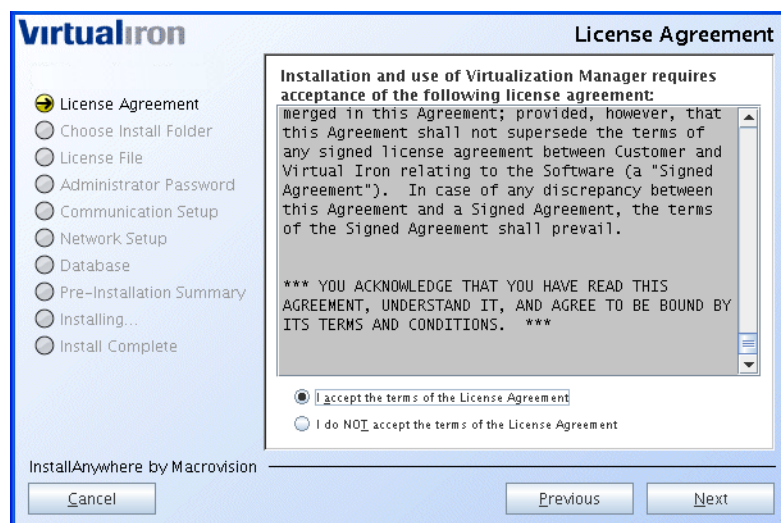 Virtualiron
License Agreement
License Agreement
Choose Install Folder
License File
Administrator Password
Communication Setup
Network Setup
Database
Pre-Installation Summary
Installing...
Install Complete
Installation and use of Virtualization Manager requires
acceptance of the following license agreement:
merged in this Agreement; provided, however, that
this Agreement shall not supersede the terms of
any signed license agreement between Customer and
Virtual Iron relating to the Software (a "Signed
Agreement"). In case of any discrepancy between
this Agreement and a Signed Agreement, the terms
of the Signed Agreement shall prevail.
*** YOU ACKNOWLEDGE THAT YOU HAVE READ THIS
AGREEMENT, UNDERSTAND IT, AND AGREE TO BE BOUND BY
ITS TERMS AND CONDITIONS. ***
I accept the terms of the License Agreement
I do NOT accept the terms of the License Agreement
InstallAnywhere by Macrovision
Cancel
Previous
Next